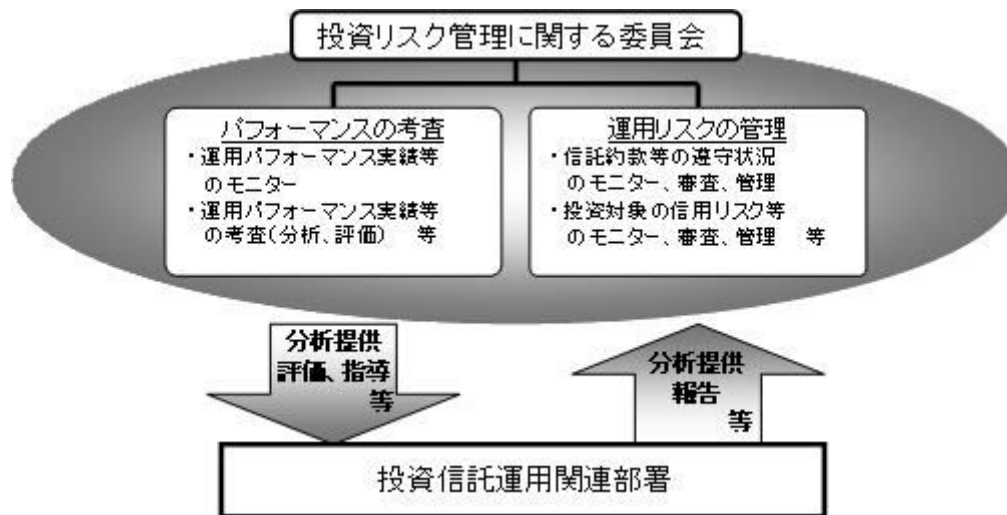 投資リスク管理に関する委員会
パフォーマンスの考査
・運用パフォーマンス実績等
のモニター
・運用パフォーマンス実績等
の考査(分析、評価) 等
運用リスクの管理
・信託約款等の遵守状況
のモニター、審査、管理
・投資対象の信用リスク等
のモニター、審査、管理 等
分析提供
評価、指導
等
分析提供
報告
等
投資信託運用関連部署